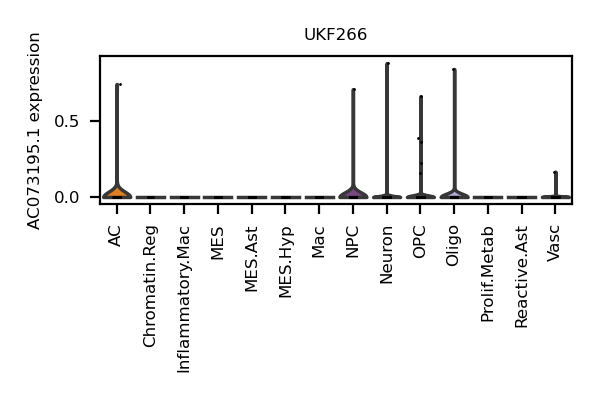 UKF266
AC073195.1 expression
0.5
0.0
AC
Chromatin.Reg
Inflammatory.Mac
MES
MES.Ast
MES.Hyp
Mac
NPC
Neuron
OPC
Oligo
Prolif.Metab
Reactive.Ast
Vasc